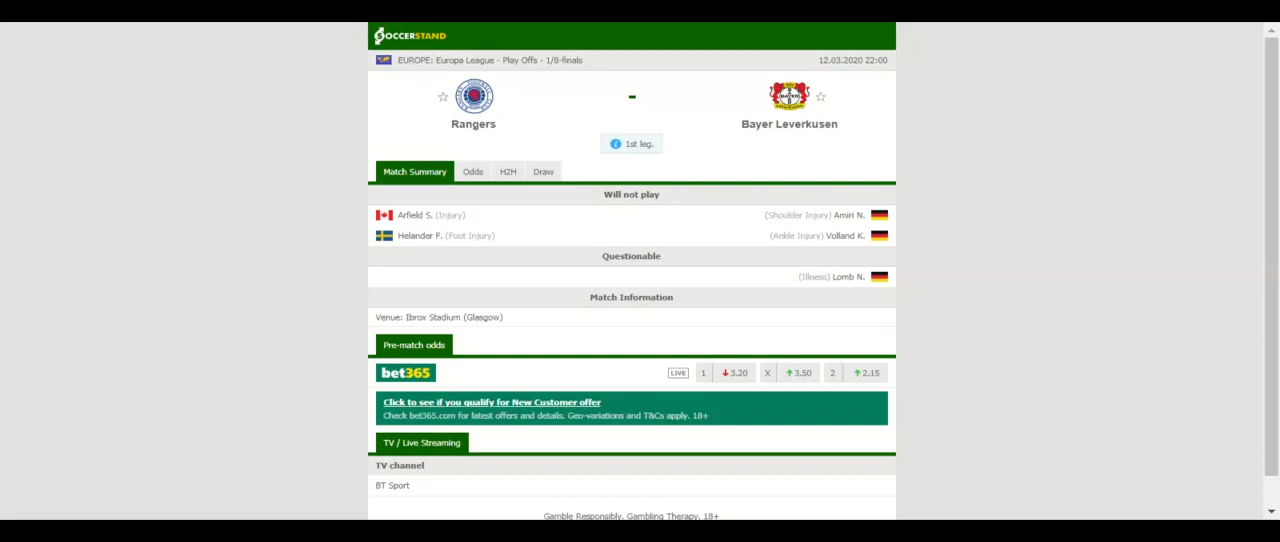 SOCCERSTAND
EUROPE: Europa League - Play Offs - 1/8-finals 12.03.2020 22:00
-
Rangers Bayer Leverkusen
1st leg.
Match Summary Odds H2H Draw
Will not play
Arfield S. (Injury) (Shoulder Injury) Amiri N.
Helander F. (Foot Injury) (Ankle Injury) Volland K.
Questionable
(Illness) Lomb N.
Match Information
Venue: Ibrox Stadium (Glasgow)
Pre-match odds
bet365 LIVE 1 3.20 X 3.50 2 2.15
Click to see if you qualify for New Customer offer
Check bet365.com for latest offers and details. Geo-variations and T&Cs apply. 18+
TV / Live Streaming
TV channel
BT Sport
Gamble Responsibly. Gambling Therapy. 18+